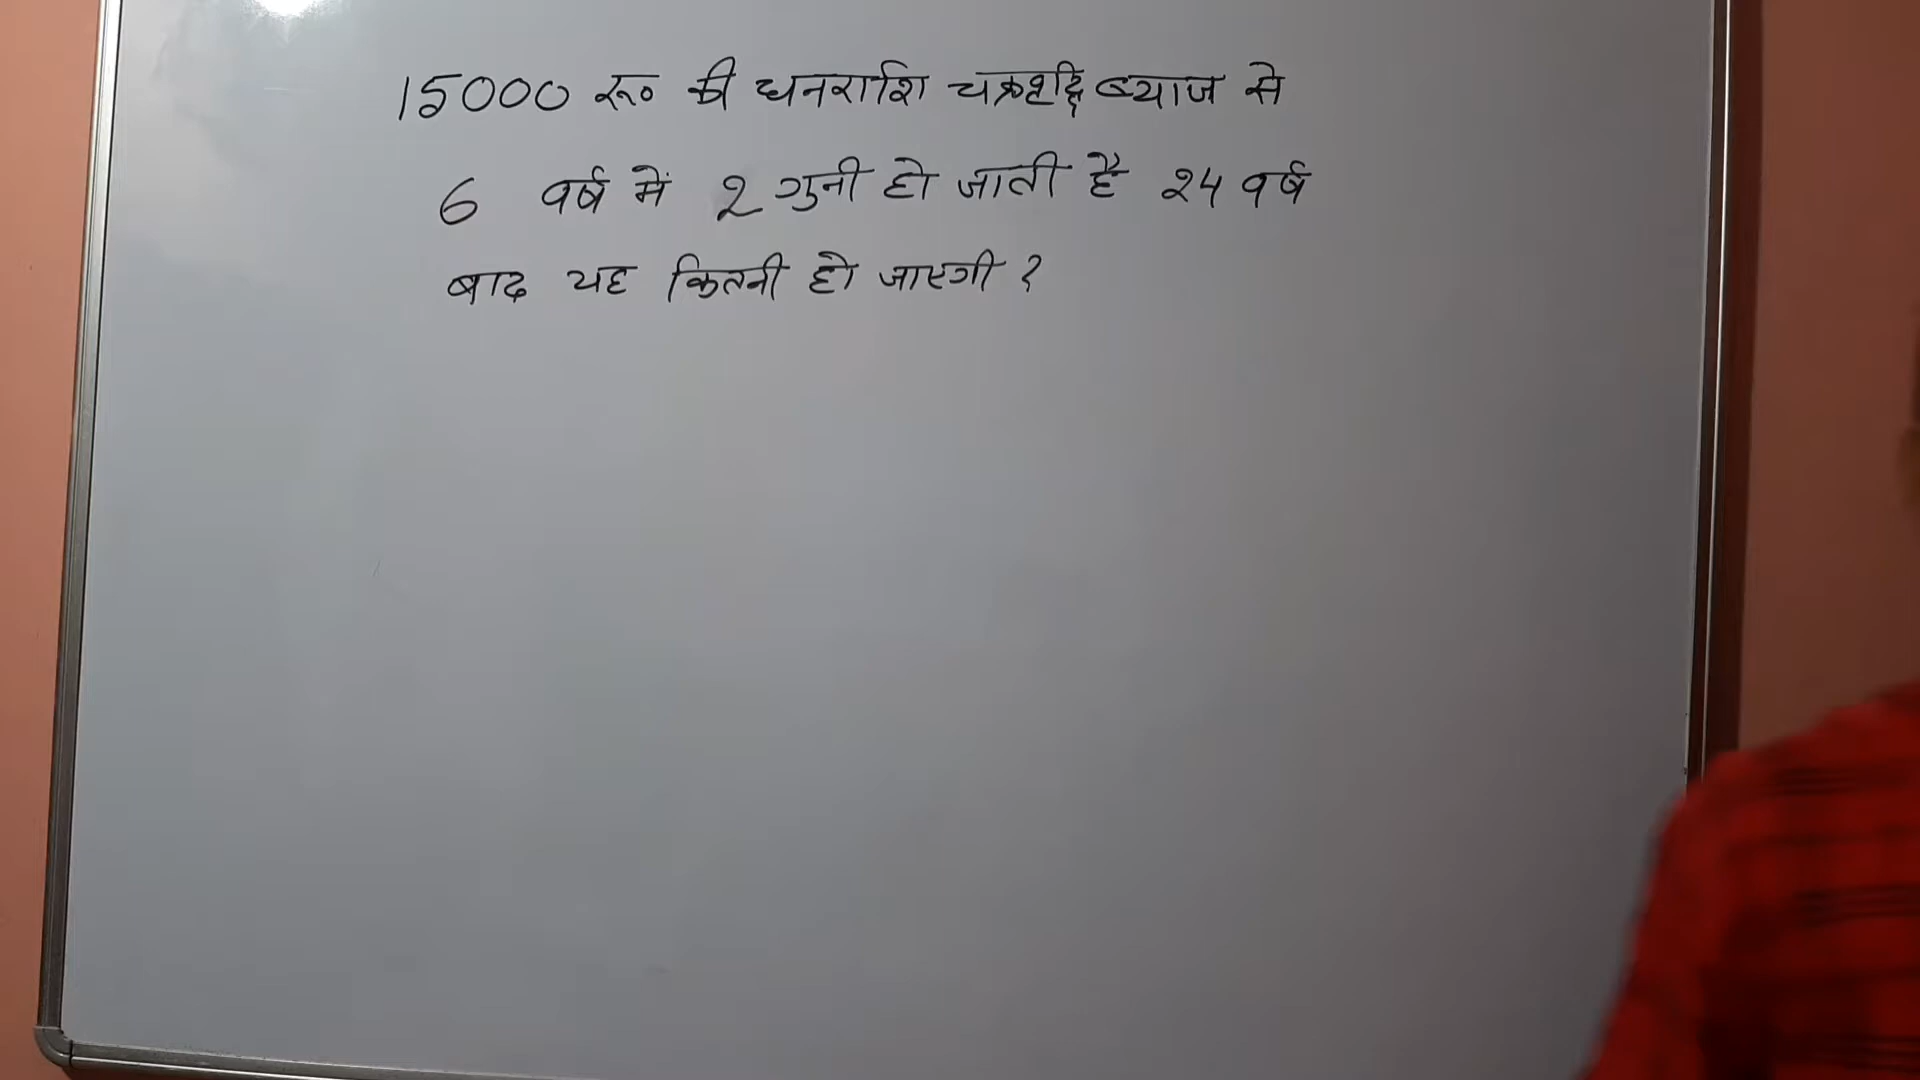 15000 रू० की धनराशि चक्रवृद्धि ब्याज से
6 वर्ष में 2 गुनी हो जाती है 24 वर्ष
बाद यह कितनी हो जाएगी ?